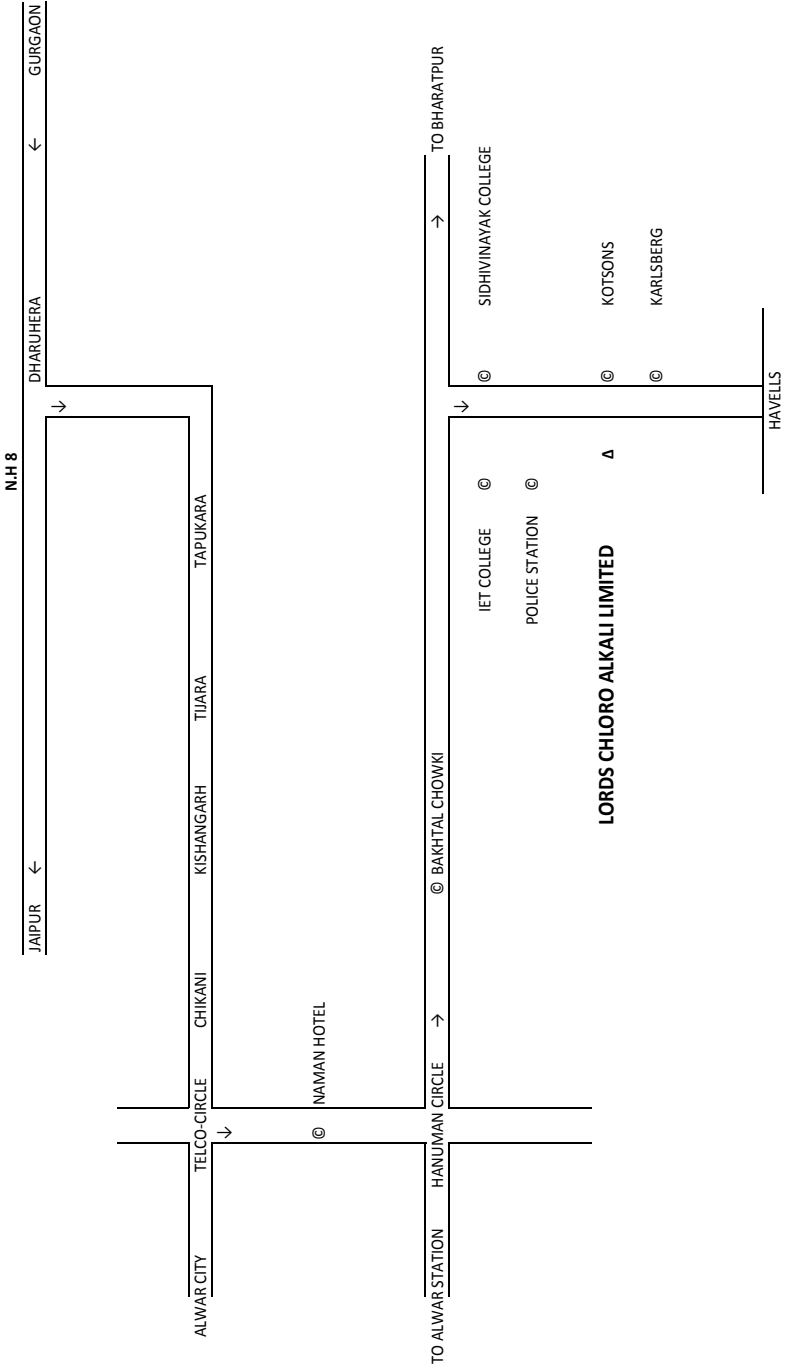 N.H 8
JAIPUR ← DHARUHERA ← GURGAON
↓
ALWAR CITY TELCO-CIRCLE CHIKANI KISHANGARH TIJARA TAPUKARA
↓
© NAMAN HOTEL
TO ALWAR STATION HANUMAN CIRCLE → © BAKHTAL CHOWKI → TO BHARATPUR
↓
IET COLLEGE © © SIDHIVINAYAK COLLEGE
POLICE STATION ©
LORDS CHLORO ALKALI LIMITED Δ © KOTSONS
© KARLSBERG
HAVELLS